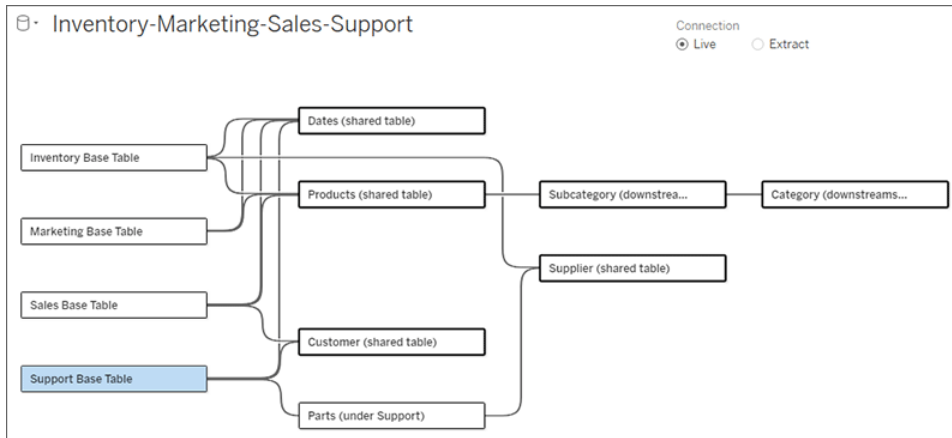 Inventory-Marketing-Sales-Support
Connection
Live
Extract
Dates (shared table)
Inventory Base Table
Products (shared table)
Subcategory (downstrea...
Category (downstreams...
Marketing Base Table
Supplier (shared table)
Sales Base Table
Customer (shared table)
Support Base Table
Parts (under Support)